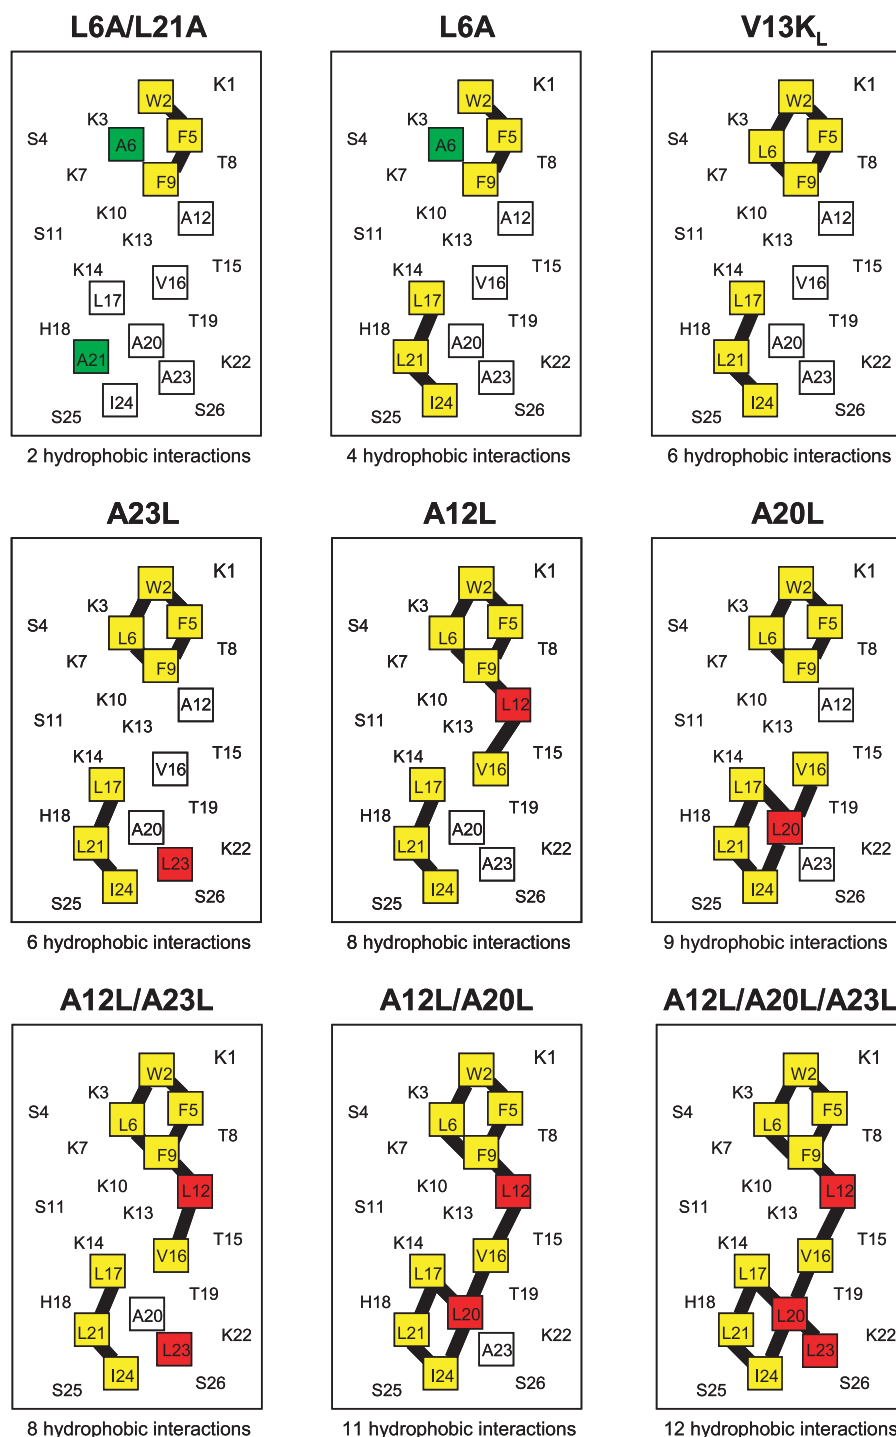 L6A/L21A
K1
W2
K3
F5
S4
A6
T8
K7
F9
K10
A12
S11
K13
T15
K14
V16
L17
T19
H18
A20
A21
K22
A23
I24
S25
S26
2 hydrophobic interactions
L6A
K1
W2
K3
F5
S4
A6
T8
K7
F9
K10
A12
S11
K13
T15
K14
V16
L17
T19
H18
A20
L21
K22
A23
I24
S25
S26
4 hydrophobic interactions
V13KL
K1
W2
K3
F5
S4
L6
T8
K7
F9
K10
A12
S11
K13
T15
K14
V16
L17
T19
H18
A20
L21
K22
A23
I24
S25
S26
6 hydrophobic interactions
A23L
K1
W2
K3
F5
S4
L6
T8
K7
F9
K10
A12
S11
K13
T15
K14
V16
L17
T19
H18
A20
L21
K22
L23
I24
S25
S26
6 hydrophobic interactions
A12L
K1
W2
K3
F5
S4
L6
T8
K7
F9
K10
L12
S11
K13
T15
K14
V16
L17
T19
H18
A20
L21
K22
A23
I24
S25
S26
8 hydrophobic interactions
A20L
K1
W2
K3
F5
S4
L6
T8
K7
F9
K10
A12
S11
K13
T15
K14
V16
L17
T19
H18
L20
L21
K22
A23
I24
S25
S26
9 hydrophobic interactions
A12L/A23L
K1
W2
K3
F5
S4
L6
T8
K7
F9
K10
L12
S11
K13
T15
K14
V16
L17
T19
H18
A20
L21
K22
L23
I24
S25
S26
8 hydrophobic interactions
A12L/A20L
K1
W2
K3
F5
S4
L6
T8
K7
F9
K10
L12
S11
K13
T15
K14
V16
L17
T19
H18
L20
L21
K22
A23
I24
S25
S26
11 hydrophobic interactions
A12L/A20L/A23L
K1
W2
K3
F5
S4
L6
T8
K7
F9
K10
L12
S11
K13
T15
K14
V16
L17
T19
H18
L20
L21
K22
L23
I24
S25
S26
12 hydrophobic interactions